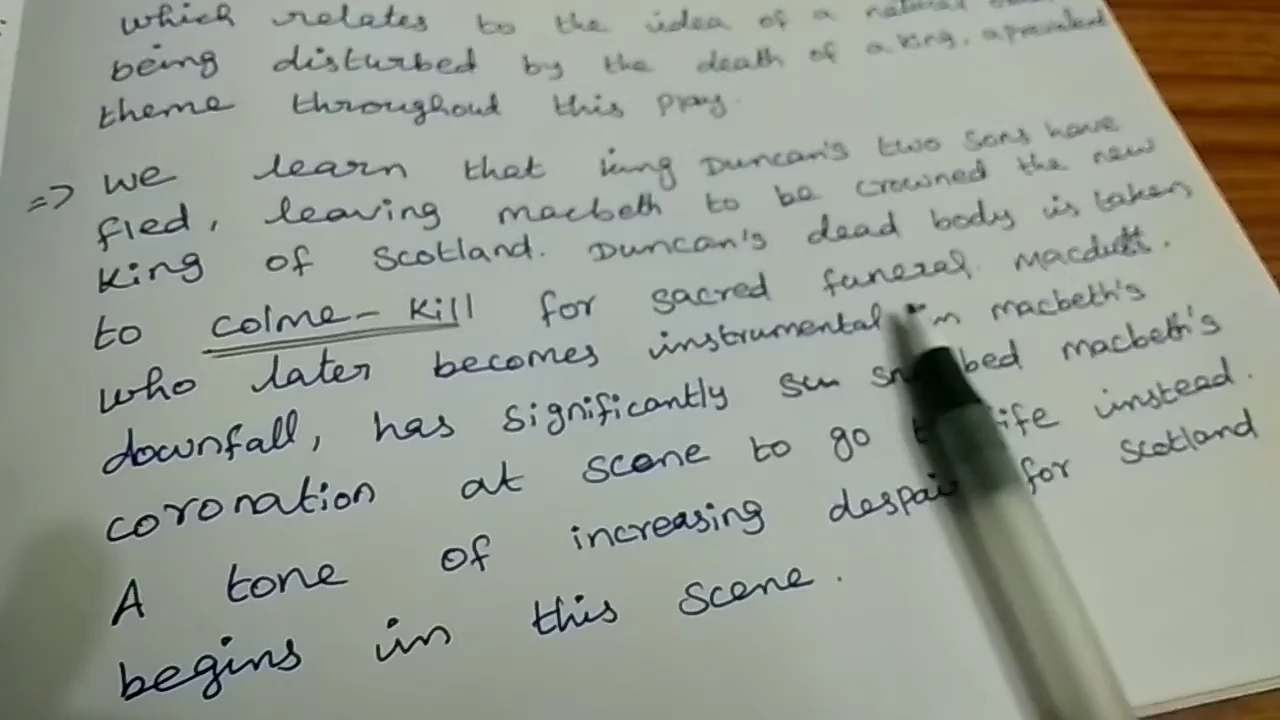 which relates to the idea of a natural
being disturbed by the death of a king, a prevalent
theme throughout this play.
=> we learn that king Duncan's two sons have
fled, leaving macbeth to be crowned the new
King of Scotland. Duncan's dead body is taken
to colme-kill for sacred funeral. macduff.
who later becomes instrumental in macbeth's
downfall, has significantly macbeth's
coronation at scone to go instead.
A tone of increasing despair for scotland
begins in this scene.